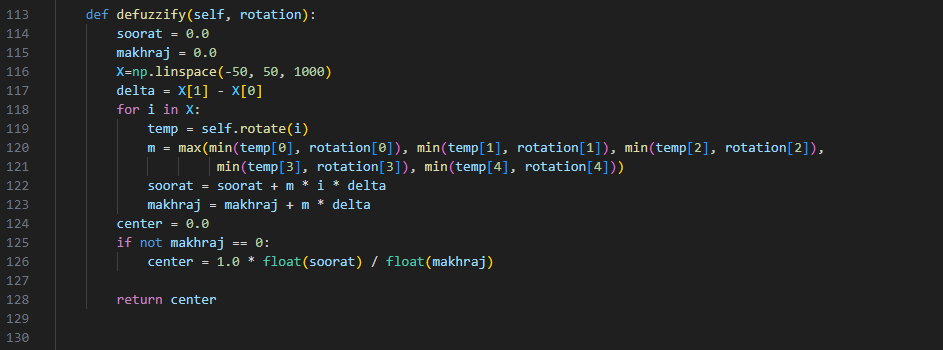 113 def defuzzify(self, rotation):
114 soorat = 0.0
115 makhraj = 0.0
116 X=np.linspace(-50, 50, 1000)
117 delta = X[1] - X[0]
118 for i in X:
119 temp = self.rotate(i)
120 m = max(min(temp[0], rotation[0]), min(temp[1], rotation[1]), min(temp[2], rotation[2]),
121 min(temp[3], rotation[3]), min(temp[4], rotation[4]))
122 soorat = soorat + m * i * delta
123 makhraj = makhraj + m * delta
124 center = 0.0
125 if not makhraj == 0:
126 center = 1.0 * float(soorat) / float(makhraj)
127
128 return center
129
130